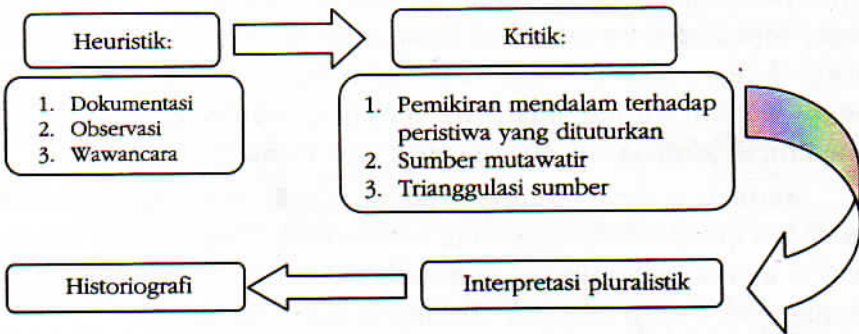 Heuristik:
Kritik:
1. Dokumentasi
2. Observasi
3. Wawancara
1. Pemikiran mendalam terhadap
peristiwa yang dituturkan
2. Sumber mutawatir
3. Trianggulasi sumber
Historiografi
Interpretasi pluralistik